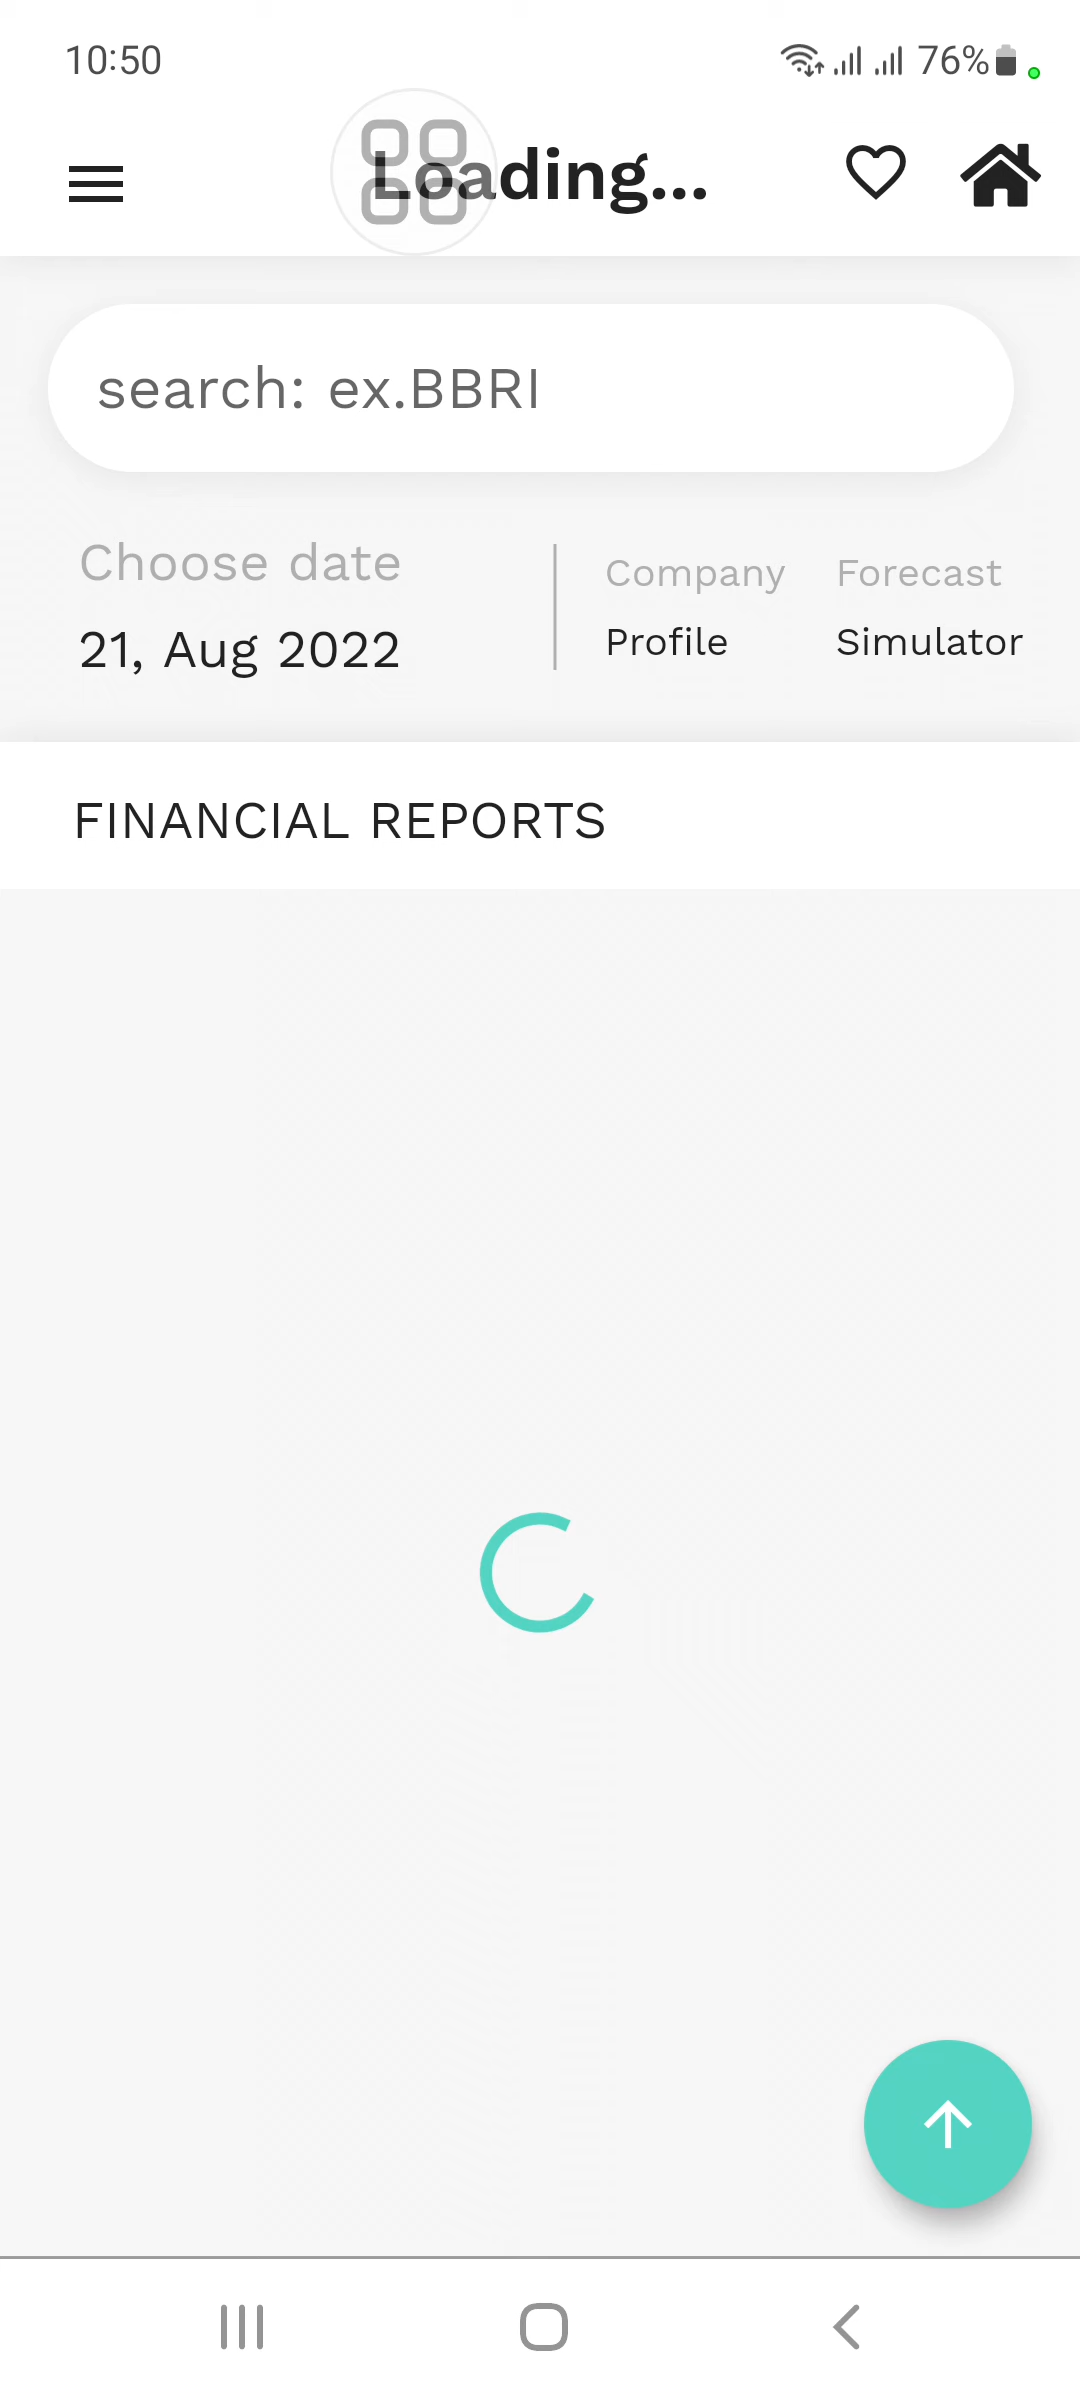 10:50 76%
Loading...
search: ex.BBRI
Choose date
21, Aug 2022
Company Forecast
Profile Simulator
FINANCIAL REPORTS